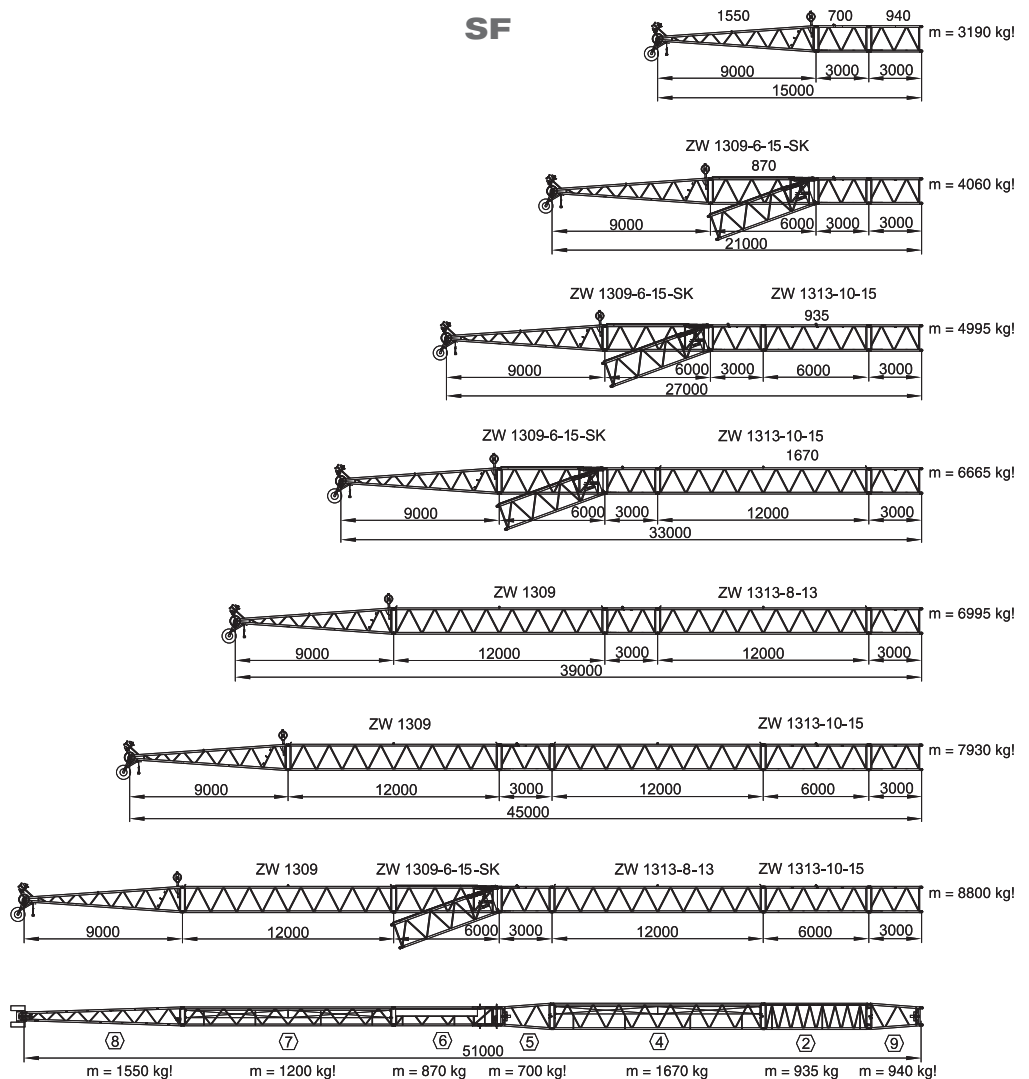 SF
1550 700 940
m = 3190 kg!
9000 3000 3000
15000
ZW 1309-6-15-SK
870
m = 4060 kg!
9000 6000 3000 3000
21000
ZW 1309-6-15-SK ZW 1313-10-15
935
m = 4995 kg!
9000 6000 3000 6000 3000
27000
ZW 1309-6-15-SK ZW 1313-10-15
1670
m = 6665 kg!
9000 6000 3000 12000 3000
33000
ZW 1309 ZW 1313-8-13
m = 6995 kg!
9000 12000 3000 12000 3000
39000
ZW 1309 ZW 1313-10-15
m = 7930 kg!
9000 12000 3000 12000 6000 3000
45000
ZW 1309 ZW 1309-6-15-SK ZW 1313-8-13 ZW 1313-10-15
m = 8800 kg!
9000 12000 6000 3000 12000 6000 3000
8 7 6 5 4 2 9
51000
m = 1550 kg! m = 1200 kg! m = 870 kg m = 700 kg! m = 1670 kg m = 935 kg m = 940 kg!